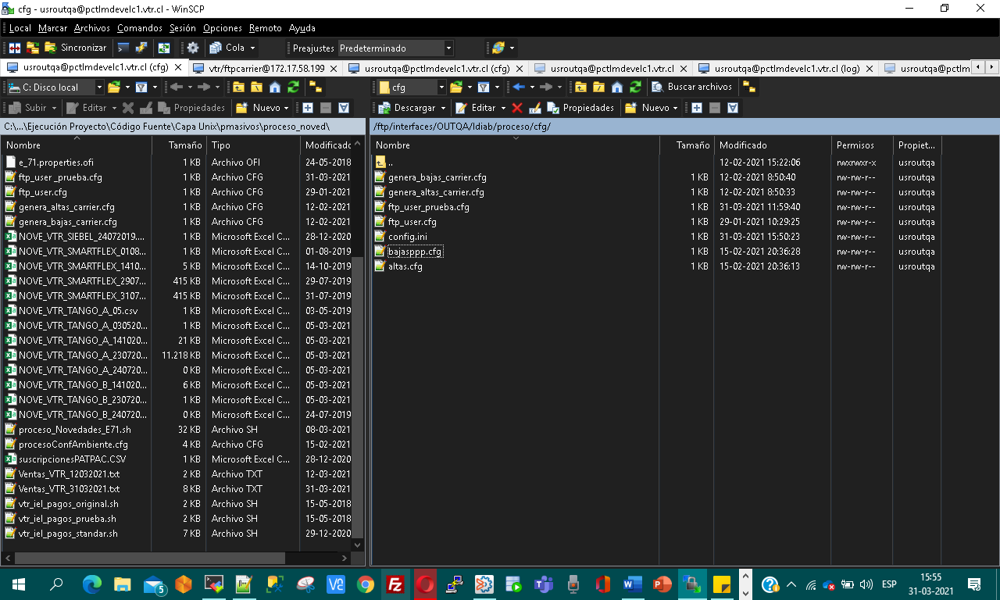 cfg - usroutqa@pctlmdevelc1.vtr.cl - WinSCP
Local Marcar Archivos Comandos Sesión Opciones Remoto Ayuda
Sincronizar Cola Preajustes Predeterminado
usroutqa@pctlmdevelc1.vtr.cl (cfg) vtr/ftpcarrier@172.17.58.199 usroutqa@pctlmdevelc1.vtr.cl (cfg) usroutqa@pctlmdevelc1.vtr.cl usroutqa@pctlmdevelc1.vtr.cl (log) usroutqa@pctlm
C: Disco local cfg Buscar archivos
Subir Editar Propiedades Nuevo Descargar Editar Propiedades Nuevo
C:\...\Ejecución Proyecto\Código Fuente\Capa Unix\pmasivos\proceso_noved\
/ftp/interfaces/OUTQA/Idiab/proceso/cfg/
Nombre Tamaño Tipo Modificado
e_71.properties.ofi 1 KB Archivo OFI 24-05-2018
ftp_user _prueba.cfg 1 KB Archivo CFG 31-03-2021
ftp_user.cfg 1 KB Archivo CFG 29-01-2021
genera_altas_carrier.cfg 1 KB Archivo CFG 12-02-2021
genera_bajas_carrier.cfg 1 KB Archivo CFG 12-02-2021
NOVE_VTR_SIEBEL_24072019.... 1 KB Microsoft Excel C... 28-12-2020
NOVE_VTR_SMARTFLEX_0108... 1 KB Microsoft Excel C... 01-08-2019
NOVE_VTR_SMARTFLEX_1410... 5 KB Microsoft Excel C... 14-10-2019
NOVE_VTR_SMARTFLEX_2907... 415 KB Microsoft Excel C... 29-07-2019
NOVE_VTR_SMARTFLEX_3107... 415 KB Microsoft Excel C... 31-07-2019
NOVE_VTR_TANGO_A_05.csv 1 KB Microsoft Excel C... 03-05-2019
NOVE_VTR_TANGO_A_030520... 1 KB Microsoft Excel C... 05-03-2021
NOVE_VTR_TANGO_A_141020... 21 KB Microsoft Excel C... 05-03-2021
NOVE_VTR_TANGO_A_230720... 11.218 KB Microsoft Excel C... 05-03-2021
NOVE_VTR_TANGO_A_240720... 0 KB Microsoft Excel C... 05-03-2021
NOVE_VTR_TANGO_B_141020... 6 KB Microsoft Excel C... 05-03-2021
NOVE_VTR_TANGO_B_230720... 1 KB Microsoft Excel C... 05-03-2021
NOVE_VTR_TANGO_B_240720... 0 KB Microsoft Excel C... 24-07-2019
proceso_Novedades_E71.sh 32 KB Archivo SH 08-03-2021
procesoConfAmbiente.cfg 4 KB Archivo CFG 15-02-2021
suscripcionesPATPAC.CSV 1 KB Microsoft Excel C... 28-12-2020
Ventas_VTR_12032021.txt 2 KB Archivo TXT 12-03-2021
Ventas_VTR_31032021.txt 8 KB Archivo TXT 31-03-2021
vtr_iel_pagos_original.sh 2 KB Archivo SH 15-05-2018
vtr_iel_pagos_prueba.sh 2 KB Archivo SH 15-05-2018
vtr_iel_pagos_standar.sh 7 KB Archivo SH 29-12-2020
Nombre Tamaño Modificado Permisos Propiet...
.. 12-02-2021 15:22:06 rwxrwxr-x usroutqa
genera_bajas_carrier.cfg 1 KB 12-02-2021 8:50:40 rw-rw-r-- usroutqa
genera_altas_carrier.cfg 1 KB 12-02-2021 8:50:33 rw-rw-r-- usroutqa
ftp_user_prueba.cfg 1 KB 31-03-2021 11:59:40 rw-rw-r-- usroutqa
ftp_user.cfg 1 KB 29-01-2021 10:29:25 rw-rw-r-- usroutqa
config.ini 1 KB 31-03-2021 15:50:23 rw-rw-r-- usroutqa
bajasppp.cfg 1 KB 15-02-2021 20:36:28 rw-rw-r-- usroutqa
altas.cfg 1 KB 15-02-2021 20:36:13 rw-rw-r-- usroutqa
5 ESP 15:55
31-03-2021